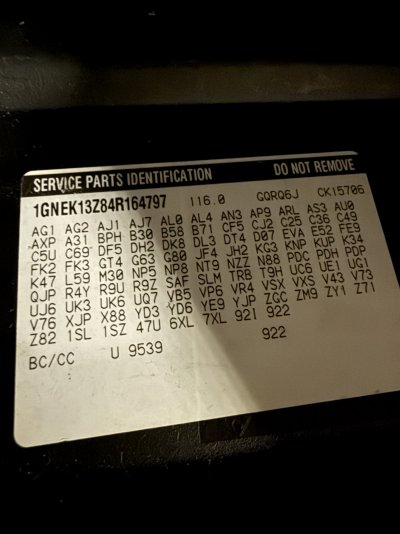 SERVICE PARTS IDENTIFICATION DO NOT REMOVE
1GNEK13Z84R164797 116.0 GQRQ6J CK15706
AG1 AG2 AJ1 AJ7 AL0 AL4 AN3 AP9 ARL AS3 AU0
AXP A31 BPH B30 B58 B71 CF5 CJ2 C25 C36 C49
C5U C69 DF5 DH2 DK8 DL3 DT4 D07 EVA E52 FE9
FK2 FK3 GT4 G63 G80 JF4 JH2 KG3 KNP KUP K34
K47 L59 M30 NP5 NP8 NT9 NZZ N88 PDC PDH PDP
QJP R4Y R9U R9Z SAF SLM TRB T9H UC6 UE1 UG1
UJ6 UK3 UK6 UQ7 VB5 VP6 VR4 VSX VXS V43 V73
V76 XJP X88 YD3 YD6 YE9 YJP ZGC ZM9 ZY1 Z71
Z82 1SL 1SZ 47U 6XL 7XL 92I 922
BC/CC U 9539 922